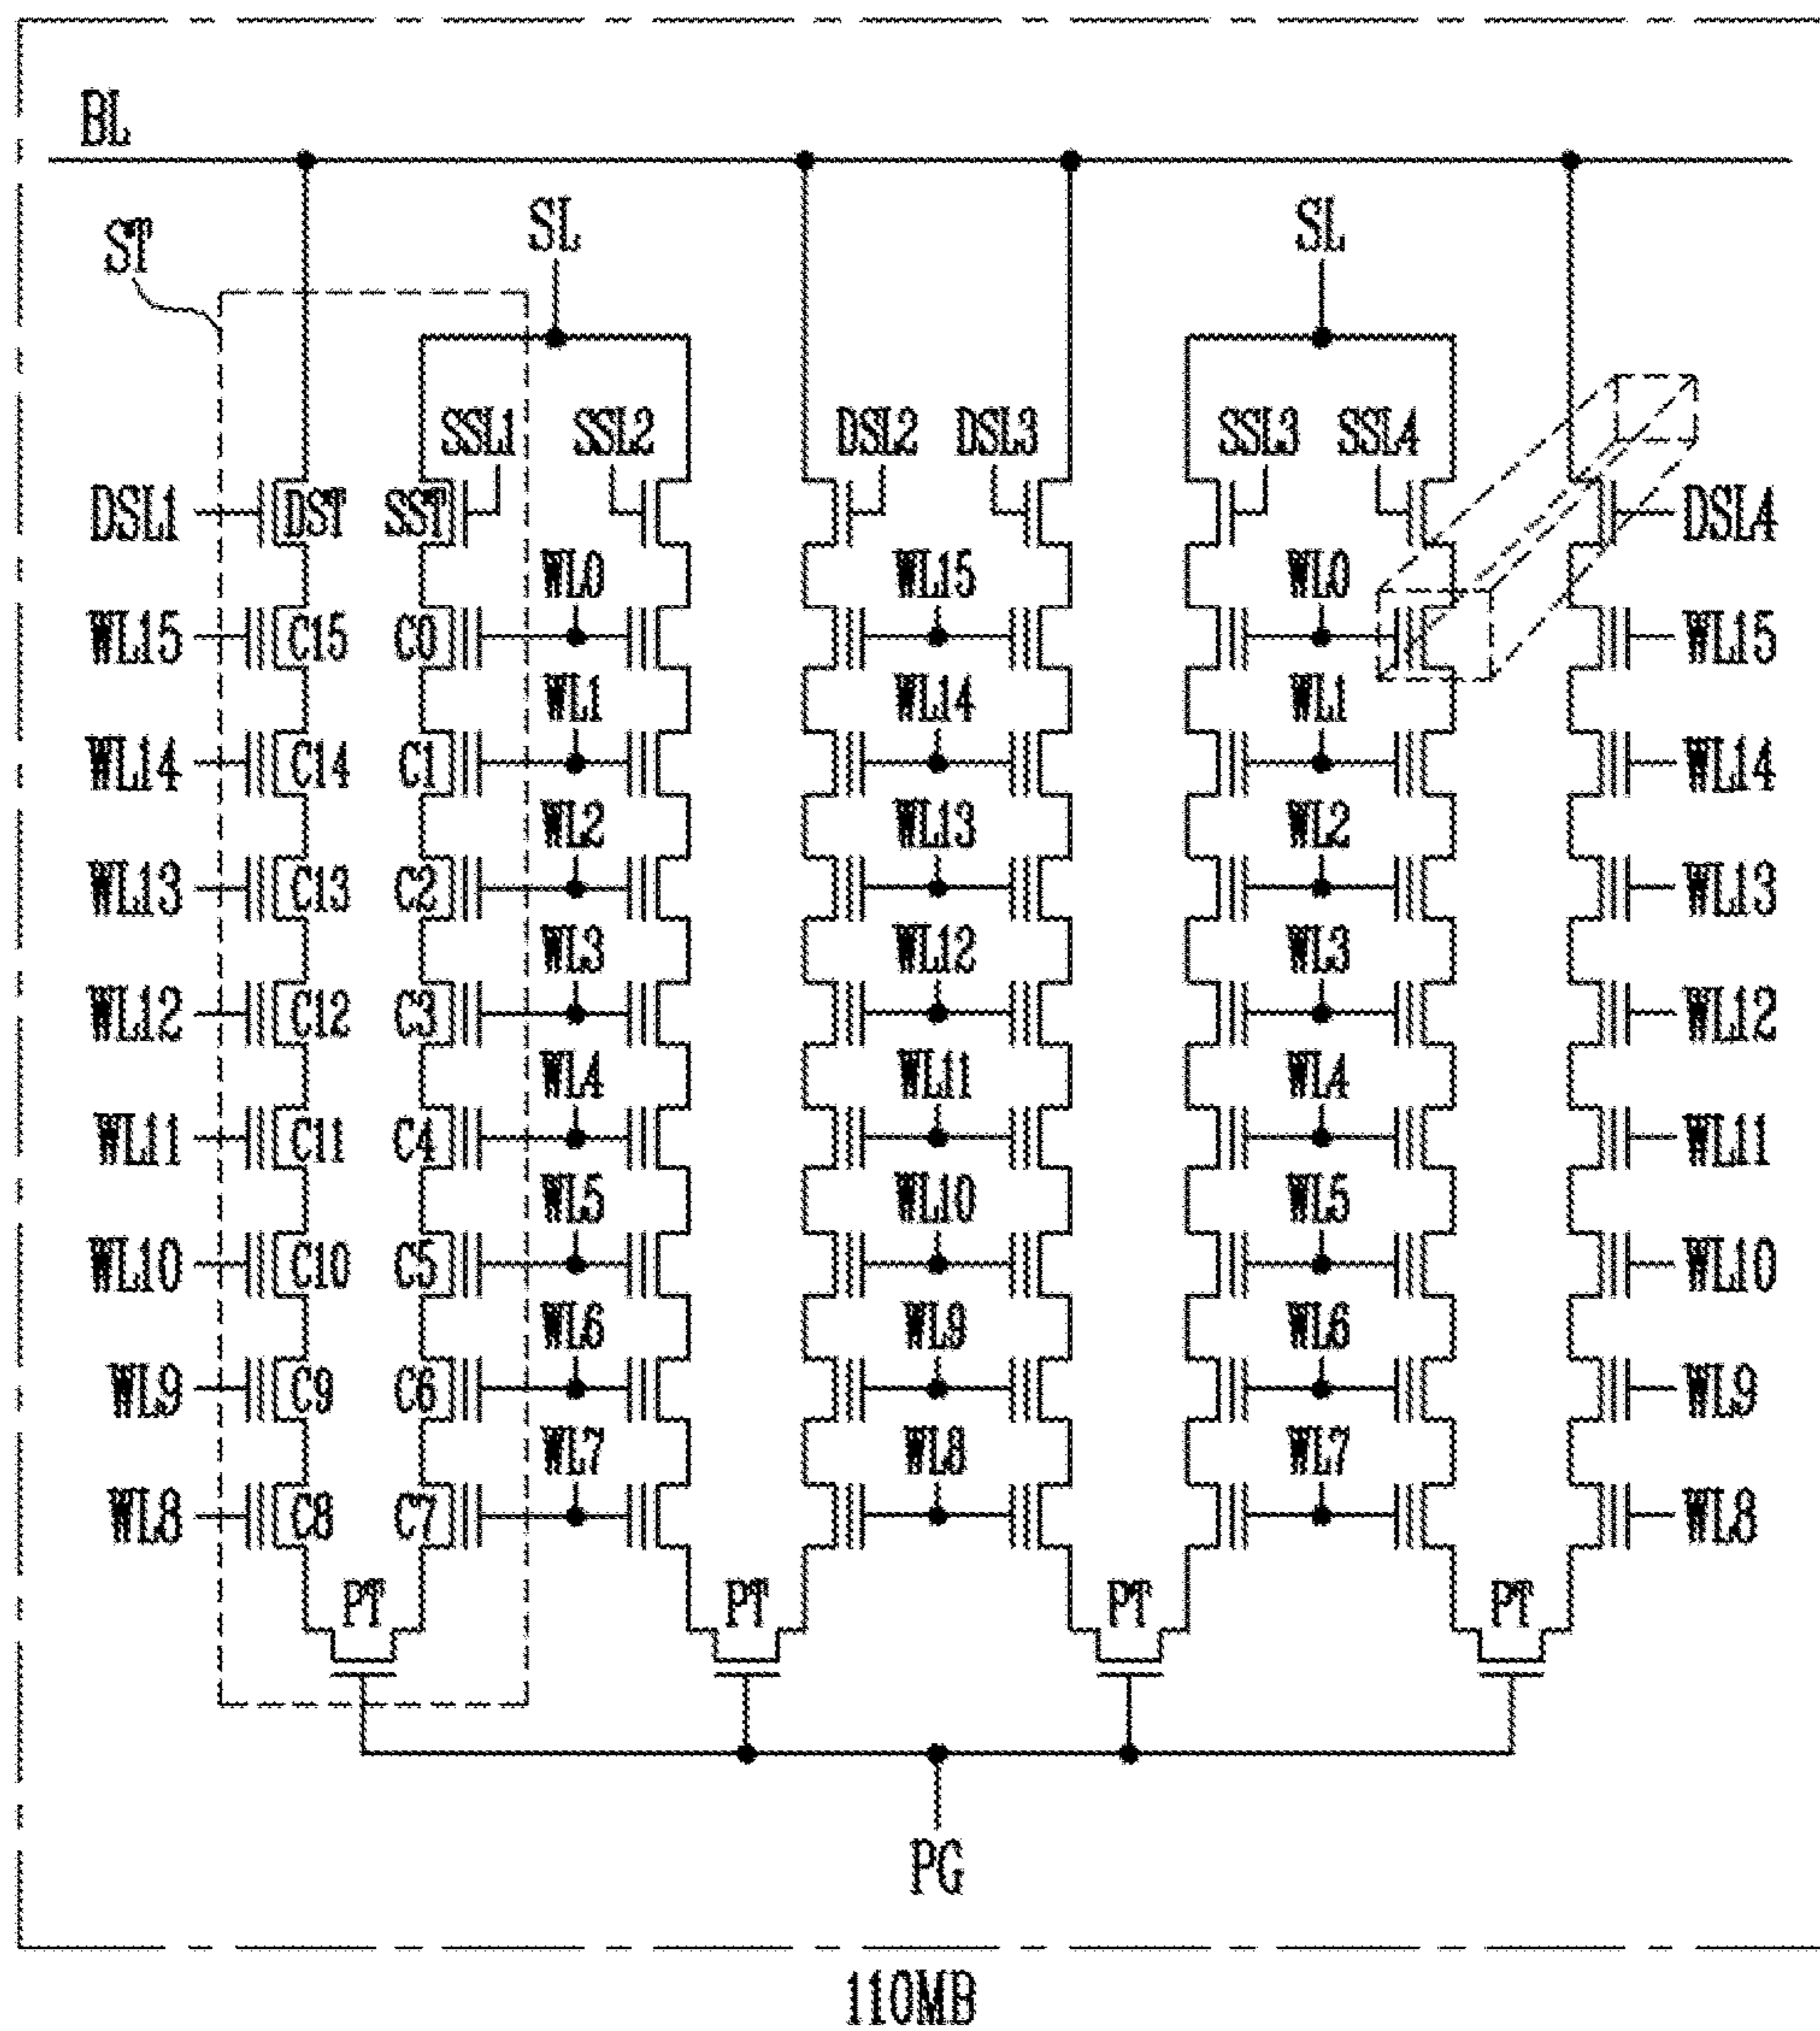 BL
ST SL SL
SSL1 SSL2 DSL2 DSL3 SSL3 SSL4
DSL1 DST SST DSL4
WL0 WL15 WL0
WL15 C15 C0 WL15
WL1 WL14 WL1
WL14 C14 C1 WL14
WL2 WL13 WL2
WL13 C13 C2 WL13
WL3 WL12 WL3
WL12 C12 C3 WL12
WL4 WL11 WL4
WL11 C11 C4 WL11
WL5 WL10 WL5
WL10 C10 C5 WL10
WL6 WL9 WL6
WL9 C9 C6 WL9
WL7 WL8 WL7
WL8 C8 C7 WL8
PT PT PT PT
PG
110MB